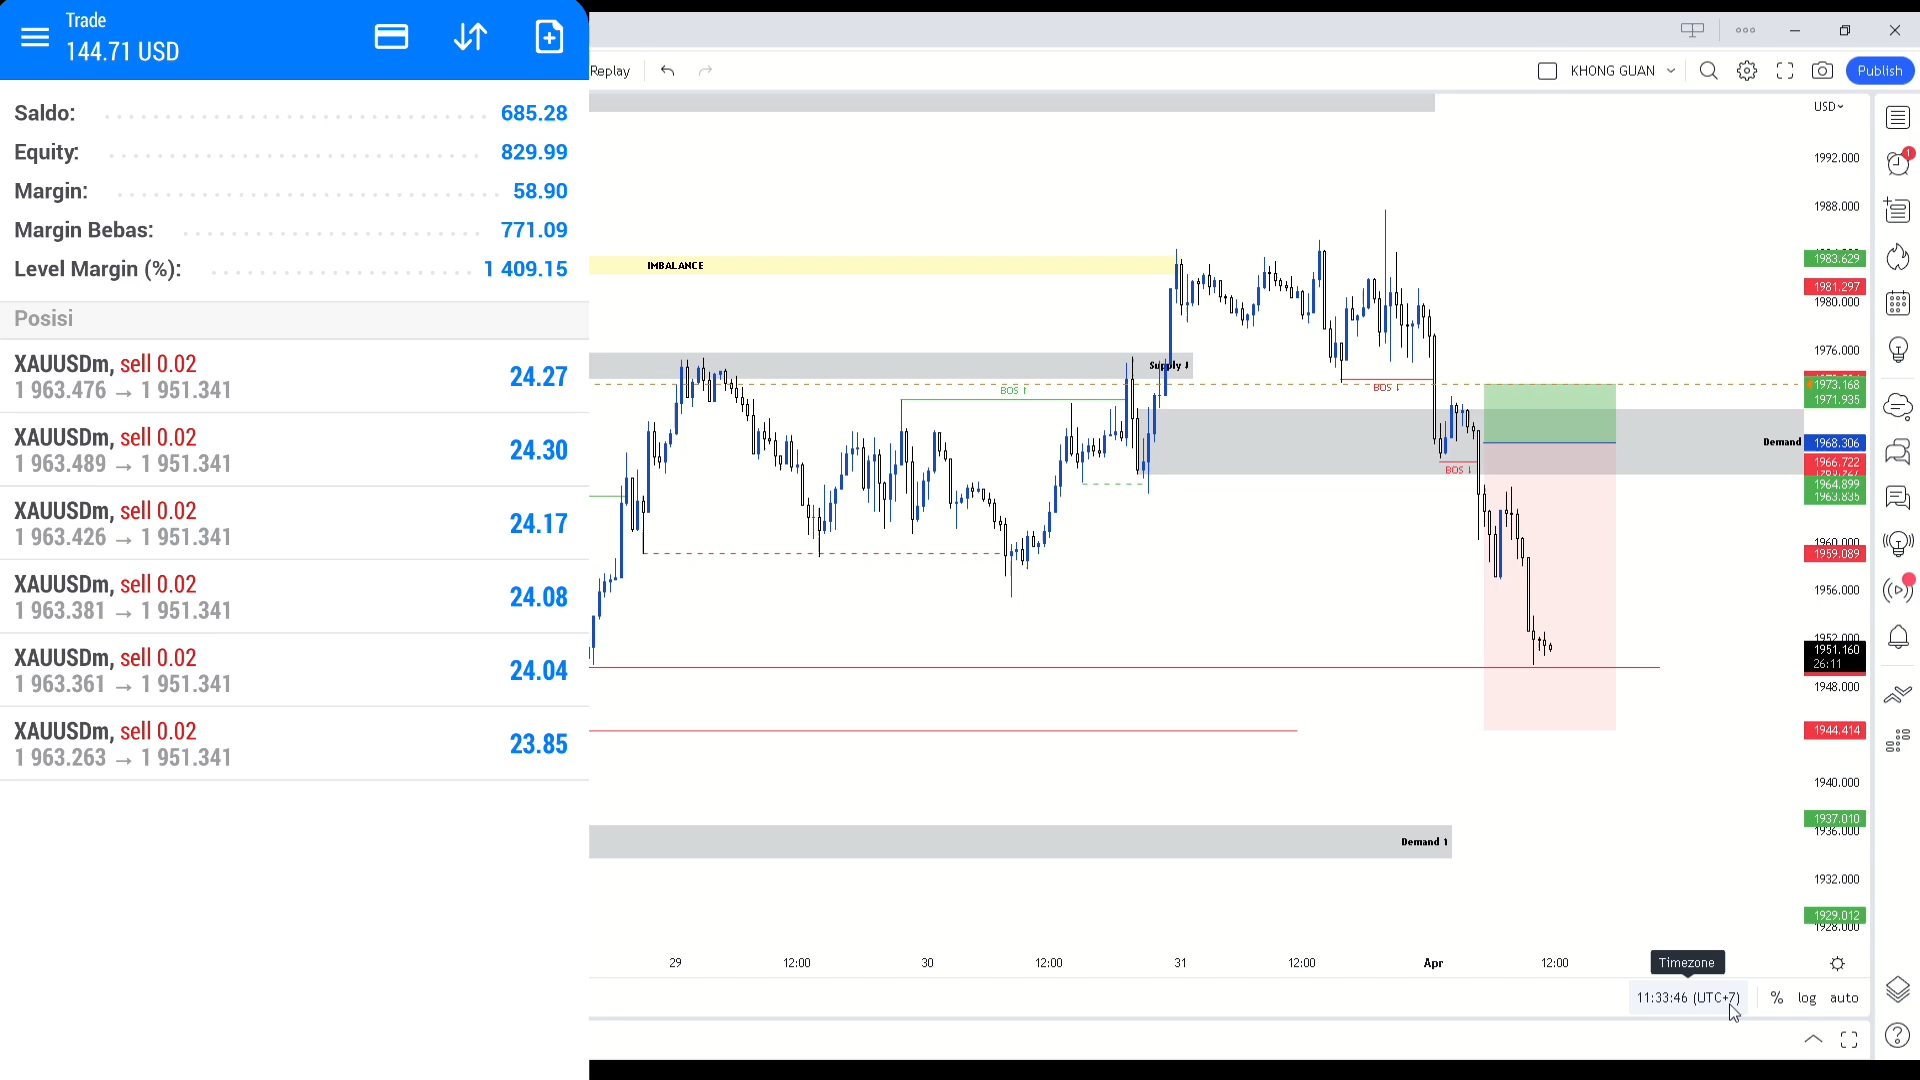 Trade
144.71 USD
Saldo: 685.28
Equity: 829.99
Margin: 58.90
Margin Bebas: 771.09
Level Margin (%): 1 409.15
Posisi
XAUUSDm, sell 0.02 24.27
1 963.476 → 1 951.341
XAUUSDm, sell 0.02 24.30
1 963.489 → 1 951.341
XAUUSDm, sell 0.02 24.17
1 963.426 → 1 951.341
XAUUSDm, sell 0.02 24.08
1 963.381 → 1 951.341
XAUUSDm, sell 0.02 24.04
1 963.361 → 1 951.341
XAUUSDm, sell 0.02 23.85
1 963.263 → 1 951.341
Replay
KHONG GUAN
Publish
IMBALANCE
Supply ⬇
BOS ↑
BOS ↓
BOS ↓
Demand
Demand ↑
USD
1992.000
1988.000
1983.629
1981.297
1980.000
1976.000
1973.168
1971.935
1968.306
1966.722
1964.899
1963.835
1960.000
1959.089
1956.000
1952.000
1951.160
26:11
1948.000
1944.414
1940.000
1937.010
1936.000
1932.000
1929.012
1928.000
29 12:00 30 12:00 31 12:00 Apr 12:00
Timezone
11:33:46 (UTC+7) % log auto
1